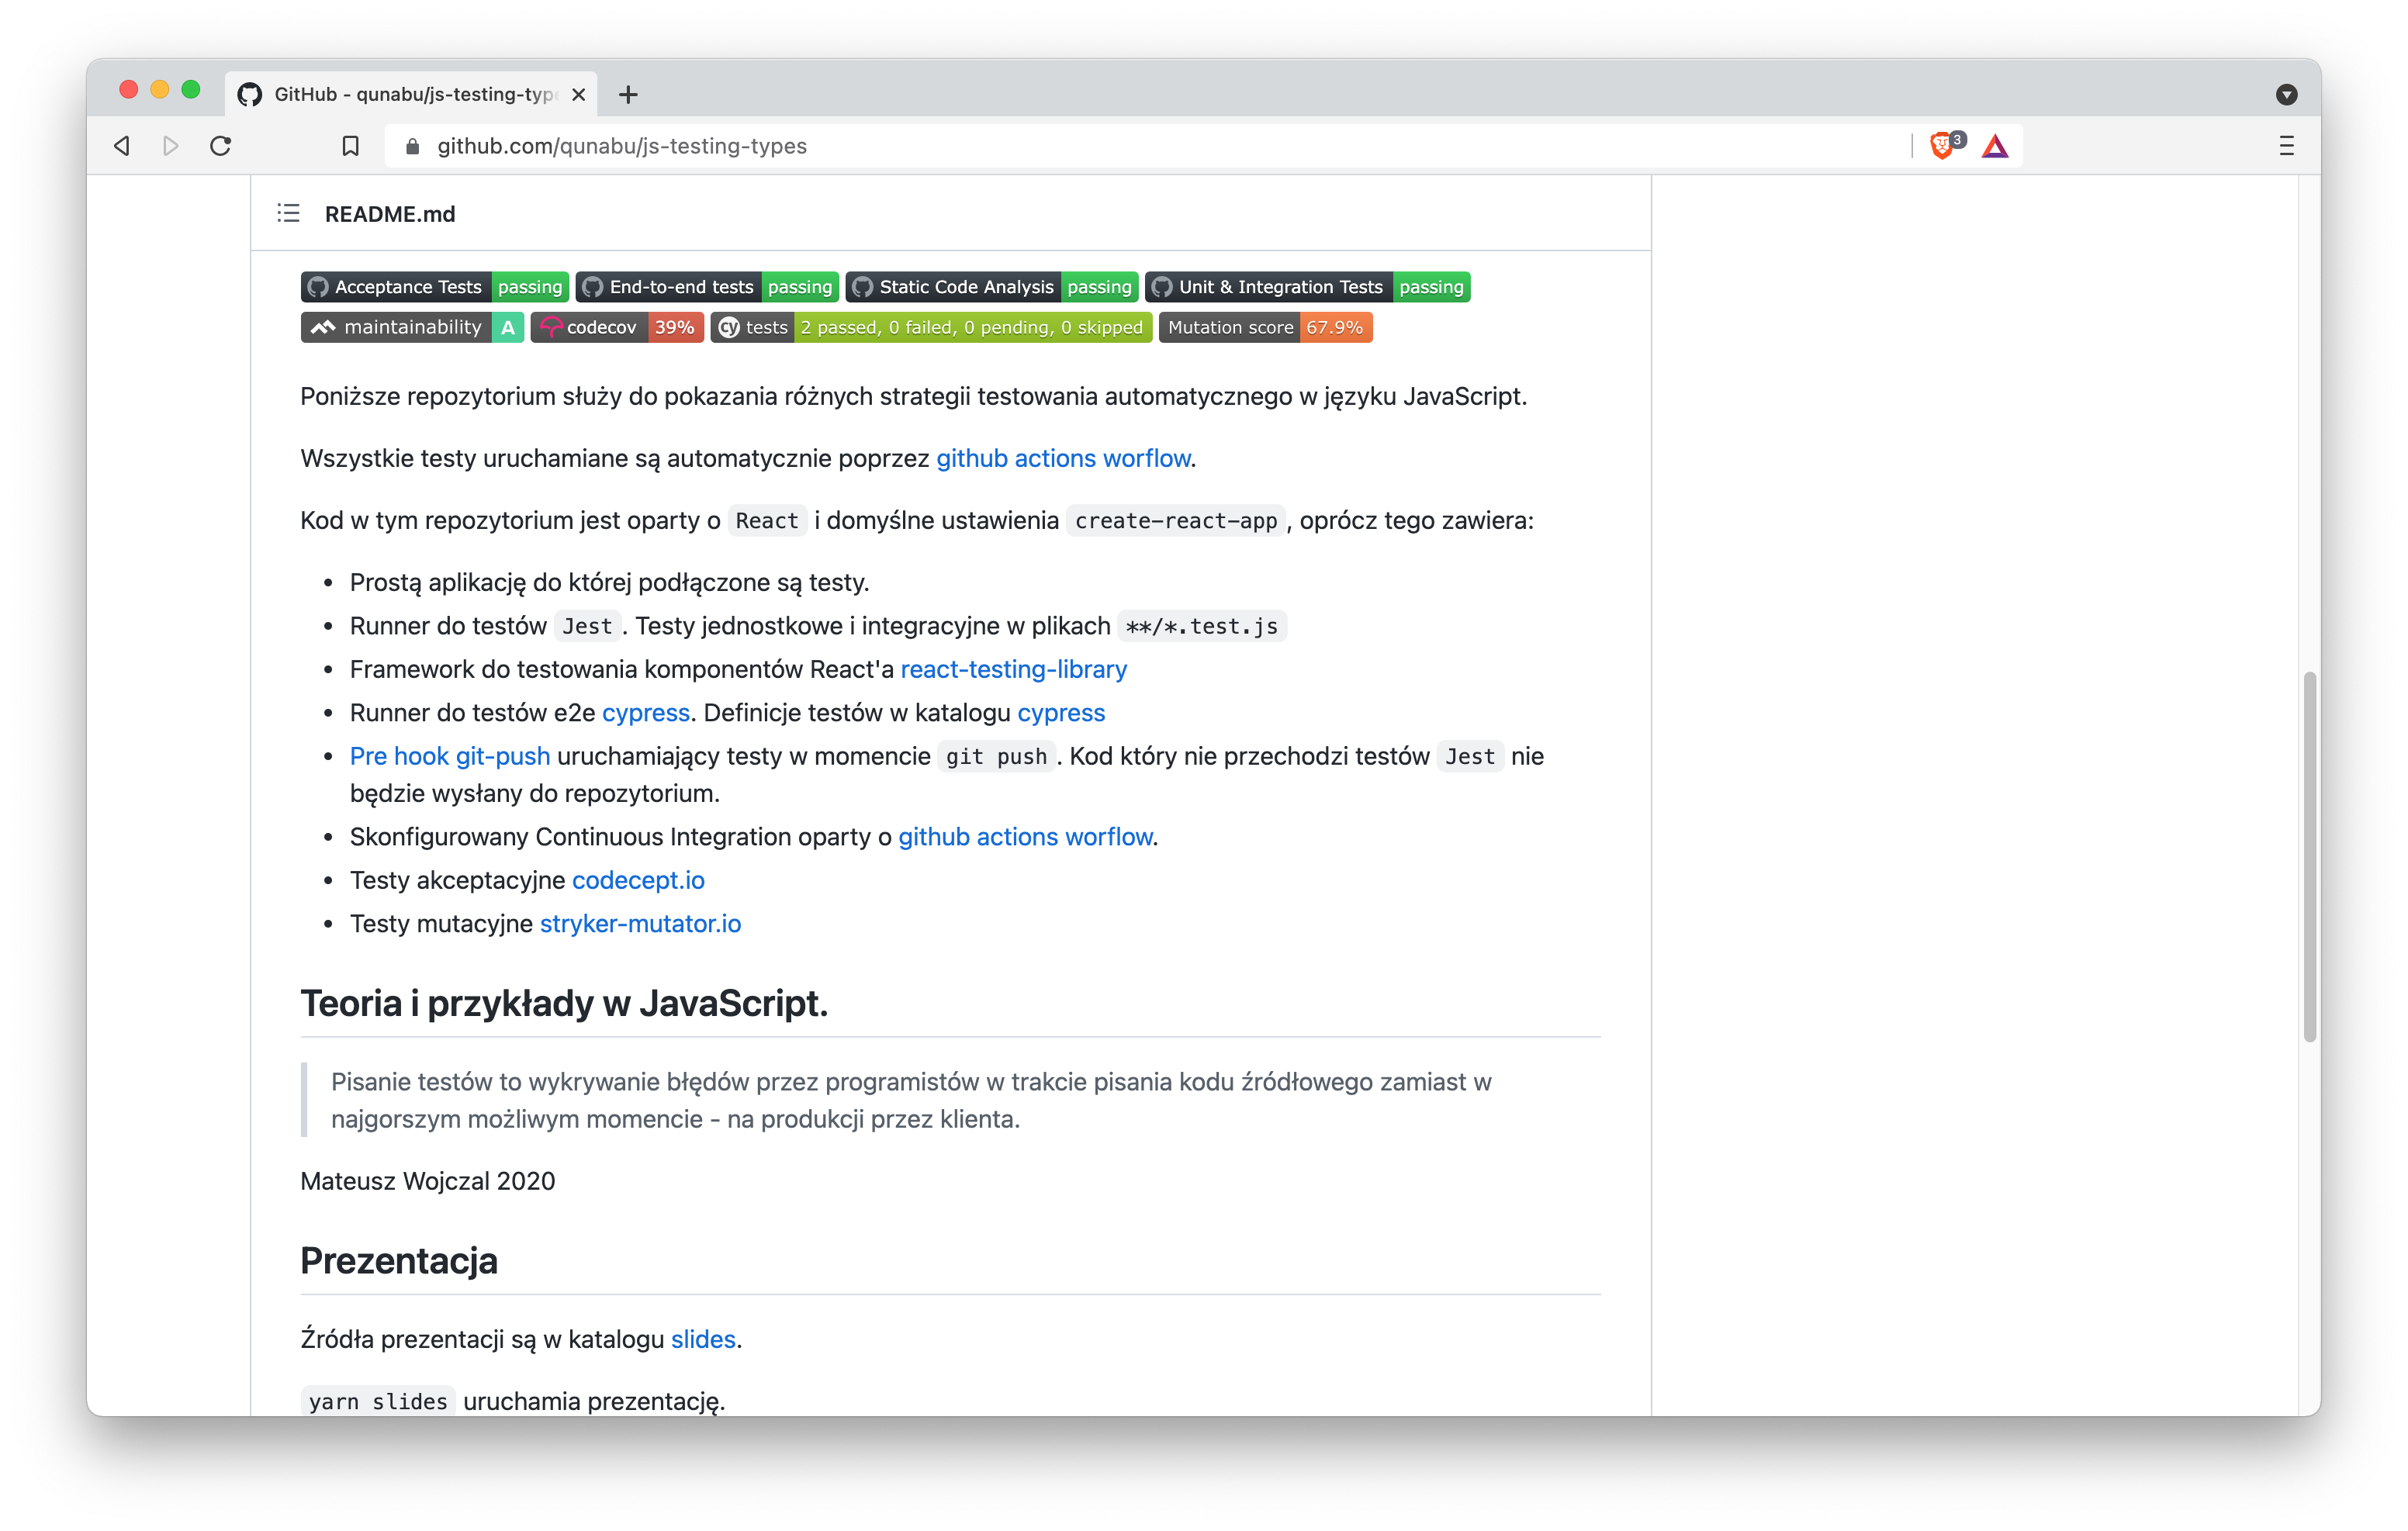 GitHub - qunabu/js-testing-type
github.com/qunabu/js-testing-types
3
README.md
Acceptance Tests passing End-to-end tests passing Static Code Analysis passing Unit & Integration Tests passing
maintainability A codecov 39% cy tests 2 passed, 0 failed, 0 pending, 0 skipped Mutation score 67.9%
Poniższe repozytorium służy do pokazania różnych strategii testowania automatycznego w języku JavaScript.
Wszystkie testy uruchamiane są automatycznie poprzez github actions worflow.
Kod w tym repozytorium jest oparty o React i domyślne ustawienia create-react-app, oprócz tego zawiera:
• Prostą aplikację do której podłączone są testy.
• Runner do testów Jest. Testy jednostkowe i integracyjne w plikach **/*.test.js
• Framework do testowania komponentów React'a react-testing-library
• Runner do testów e2e cypress. Definicje testów w katalogu cypress
• Pre hook git-push uruchamiający testy w momencie git push. Kod który nie przechodzi testów Jest nie
będzie wysłany do repozytorium.
• Skonfigurowany Continuous Integration oparty o github actions worflow.
• Testy akceptacyjne codecept.io
• Testy mutacyjne stryker-mutator.io
Teoria i przykłady w JavaScript.
Pisanie testów to wykrywanie błędów przez programistów w trakcie pisania kodu źródłowego zamiast w
najgorszym możliwym momencie - na produkcji przez klienta.
Mateusz Wojczal 2020
Prezentacja
Źródła prezentacji są w katalogu slides.
yarn slides uruchamia prezentację.